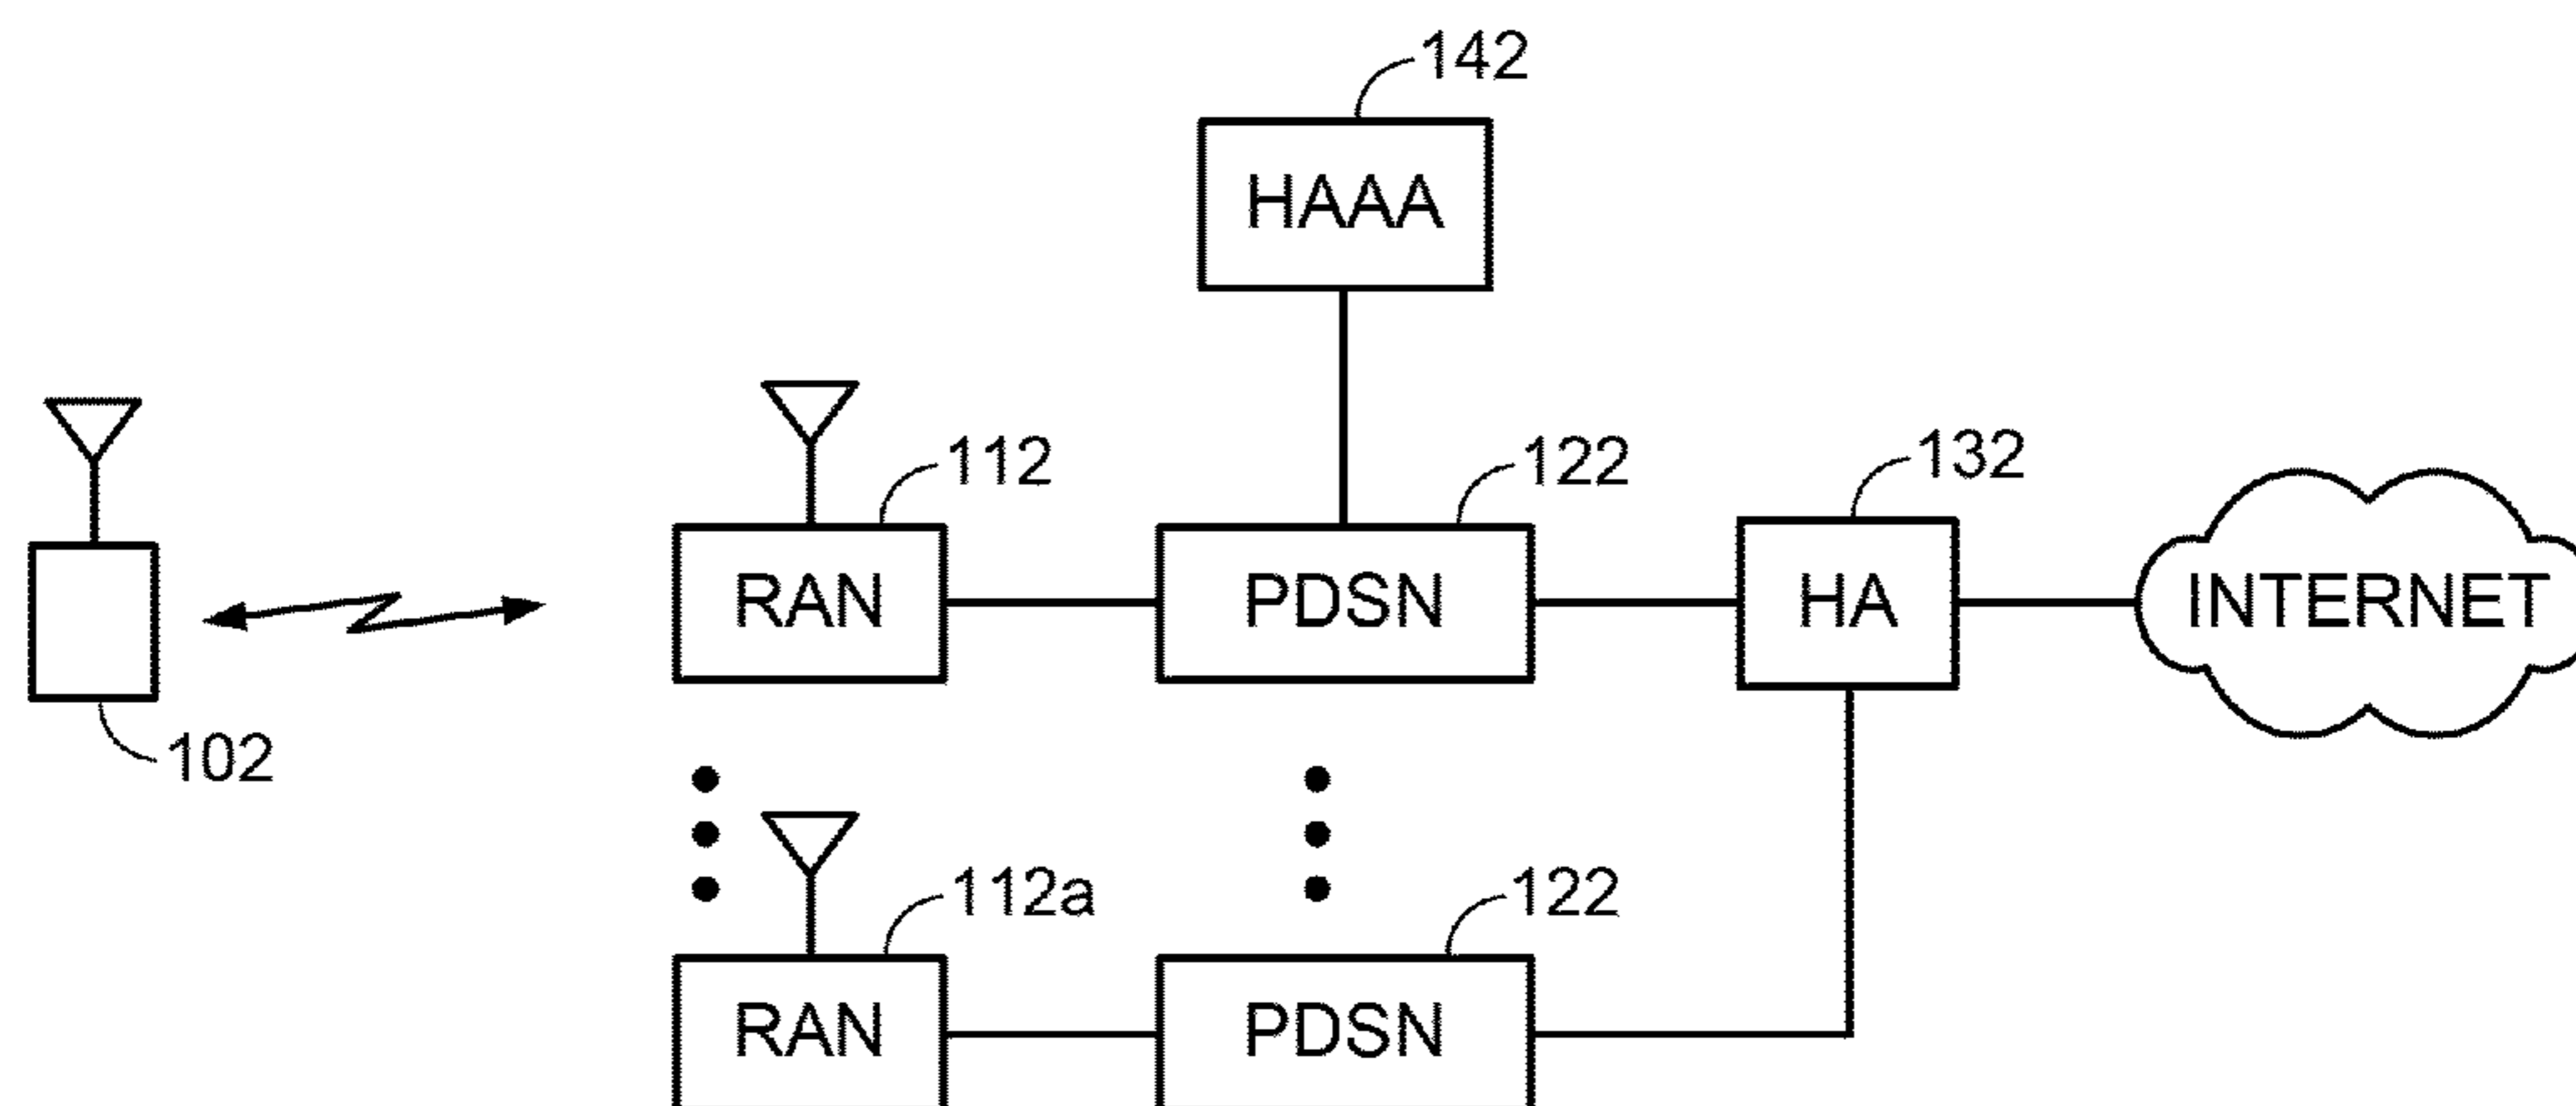 142
HAAA
112
122
132
RAN
PDSN
HA
INTERNET
102
112a
122
RAN
PDSN